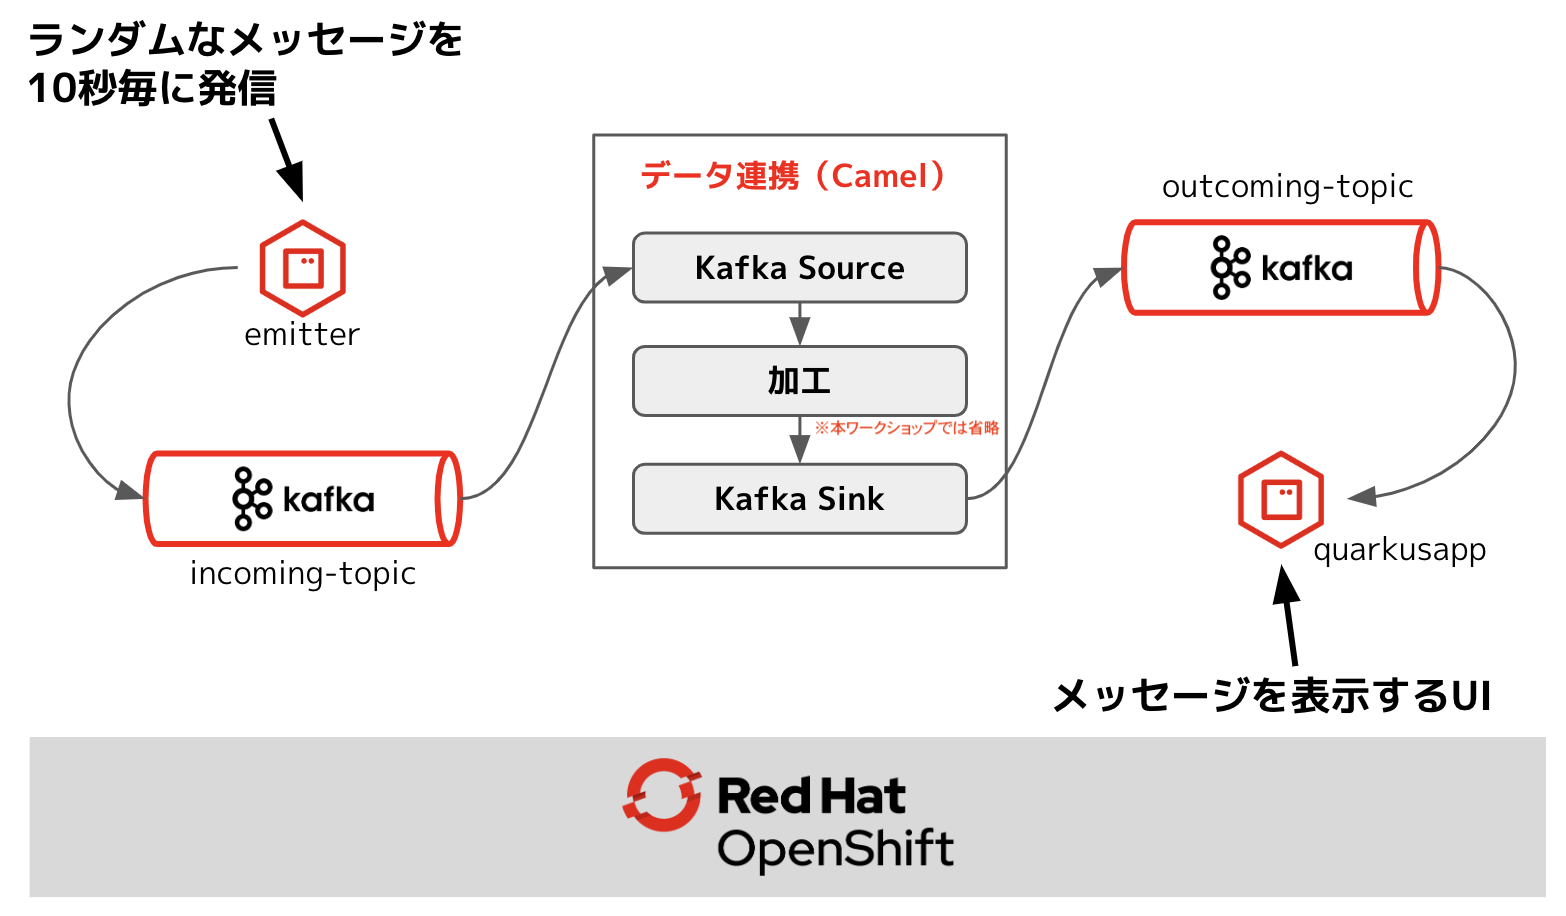 ランダムなメッセージを
10秒毎に発信
emitter
kafka
incoming-topic
データ連携（Camel）
Kafka Source
加工
※本ワークショップでは省略
Kafka Sink
outcoming-topic
kafka
quarkusapp
メッセージを表示するUI
Red Hat
OpenShift